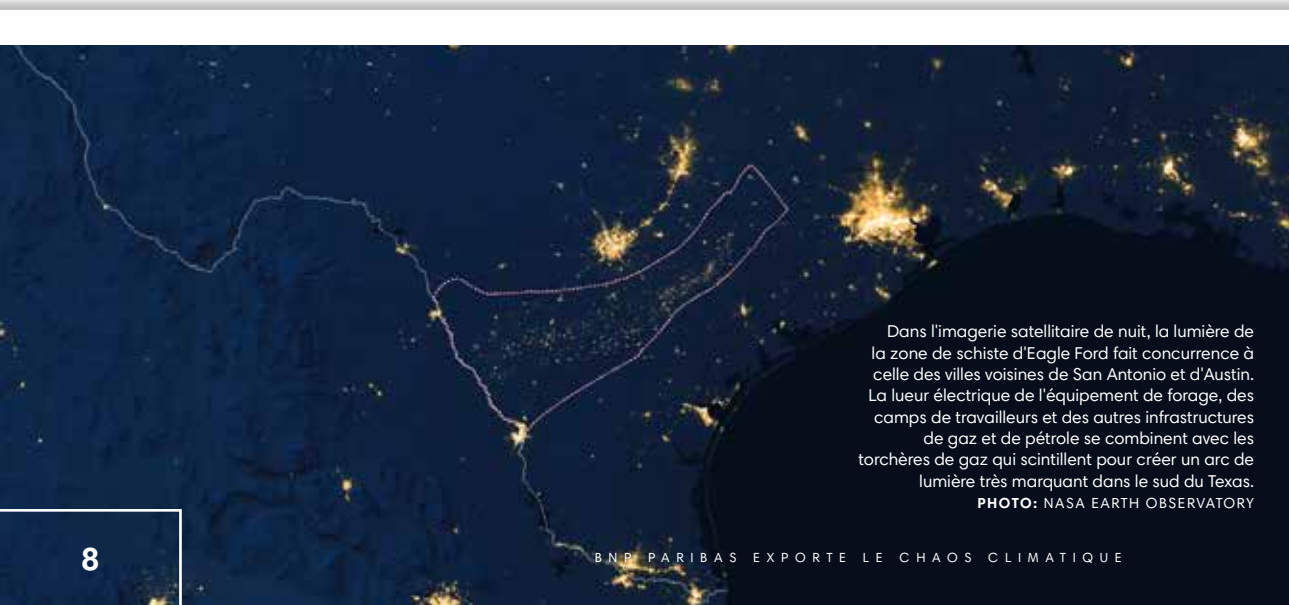 Dans l'imagerie satellitaire de nuit, la lumière de
la zone de schiste d'Eagle Ford fait concurrence à
celle des villes voisines de San Antonio et d'Austin.
La lueur électrique de l'équipement de forage, des
camps de travailleurs et des autres infrastructures
de gaz et de pétrole se combinent avec les
torchères de gaz qui scintillent pour créer un arc de
lumière très marquant dans le sud du Texas.
PHOTO: NASA EARTH OBSERVATORY
8
BNP PARIBAS EXPORTE LE CHAOS CLIMATIQUE